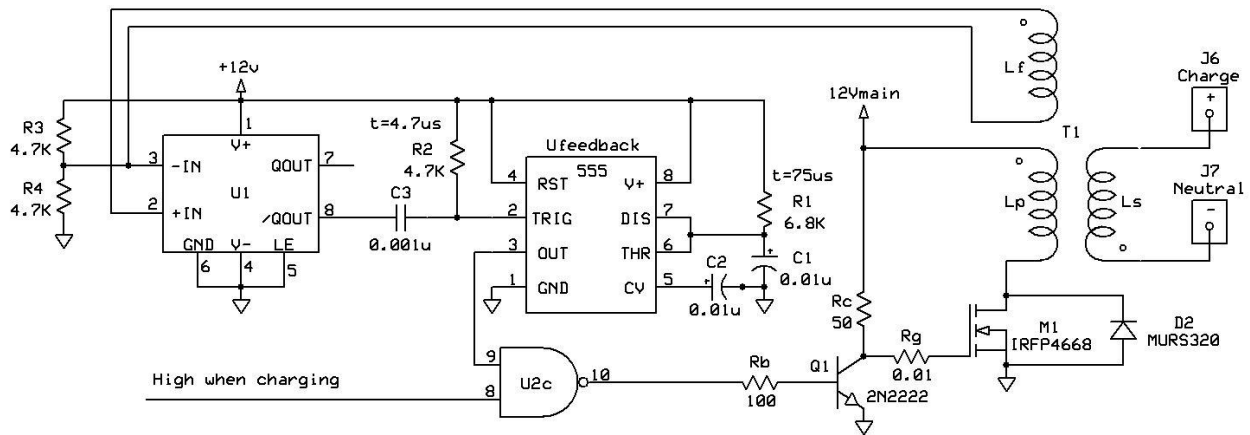 +12v
R3
4.7K
R4
4.7K
3
-IN
2
+IN
1
V+
U1
QOUT
7
/QOUT
8
GND
V-
LE
6
4
5
C3
0.001u
t=4.7us
R2
4.7K
Ufeedback
555
4
RST
V+
8
2
TRIG
DIS
7
3
OUT
THR
6
1
GND
CV
5
t=75us
R1
6.8K
C2
0.01u
C1
0.01u
12Vmain
Lf
T1
Lp
Ls
J6
Charge
+
J7
Neutral
-
Rc
50
Rg
0.01
M1
IRFP4668
D2
MURS320
High when charging
9
8
U2c
10
Rb
100
Q1
2N2222